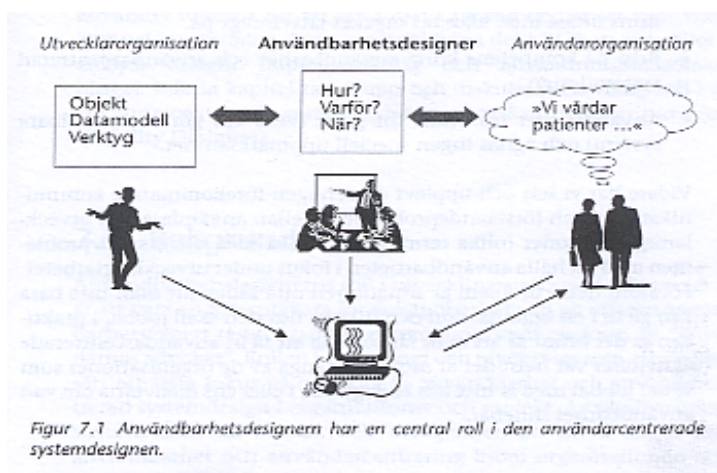 Utvecklarorganisation
Användbarhetsdesigner
Användarorganisation
Objekt
Datamodell
Verktyg
Hur?
Varför?
När?
»Vi vårdar
patienter ...«
Figur 7.1 Användbarhetsdesignern har en central roll i den användarcentrerade
systemdesignen.